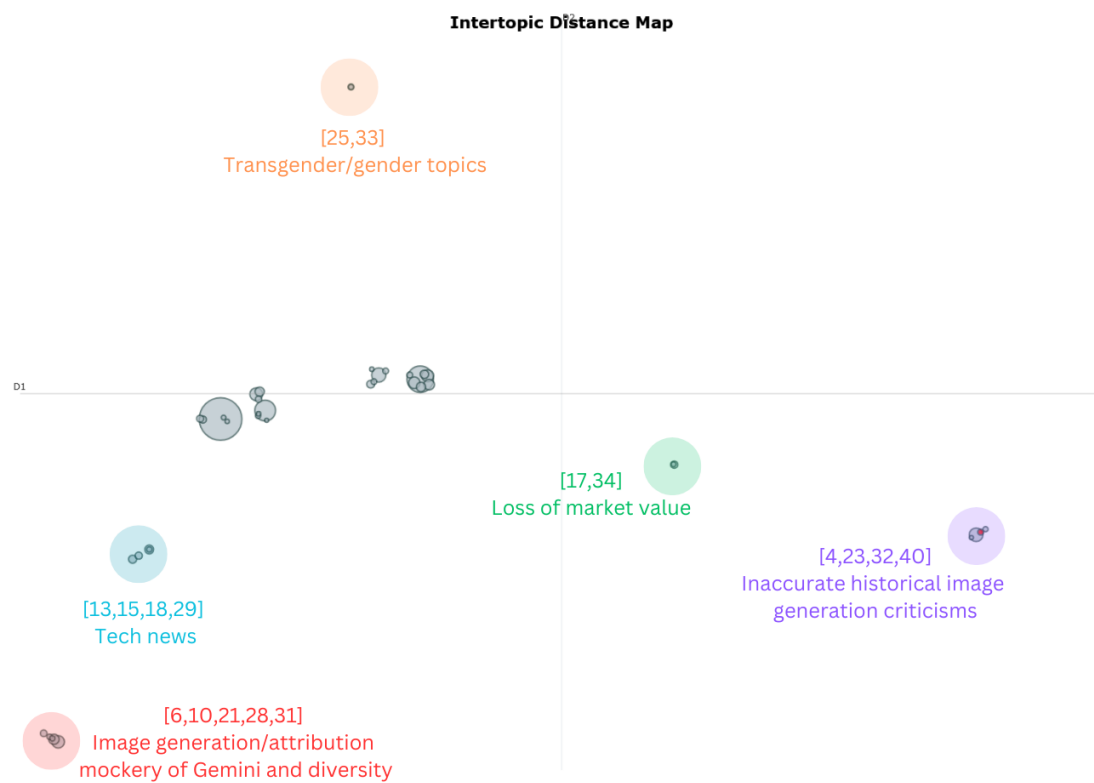 Intertopic Distance Map
D2
[25,33]
Transgender/gender topics
D1
[17,34]
Loss of market value
[4,23,32,40]
Inaccurate historical image
generation criticisms
[13,15,18,29]
Tech news
[6,10,21,28,31]
Image generation/attribution
mockery of Gemini and diversity